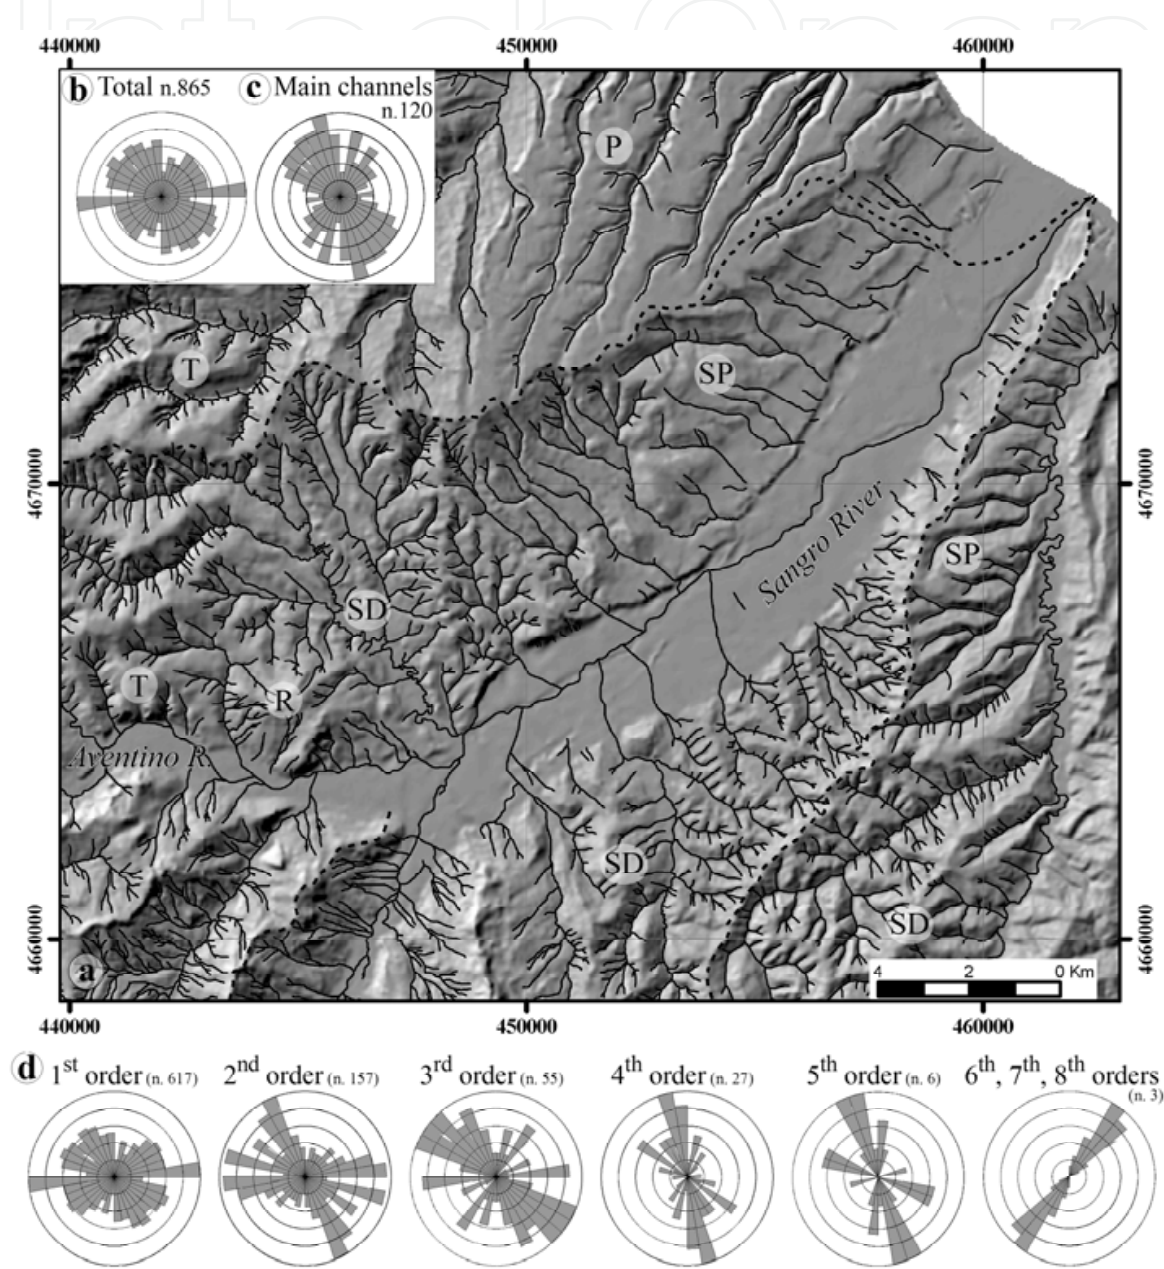 440000 450000 460000
b Total n.865 c Main channels
n.120
P
T
SP
4670000 4670000
Sangro River
SP
SD
T
R
Aventino R.
SD
SD
4660000 4660000
a
4 2 0 Km
440000 450000 460000
d 1st order (n. 617) 2nd order (n. 157) 3rd order (n. 55) 4th order (n. 27) 5th order (n. 6) 6th, 7th, 8th orders
(n. 3)